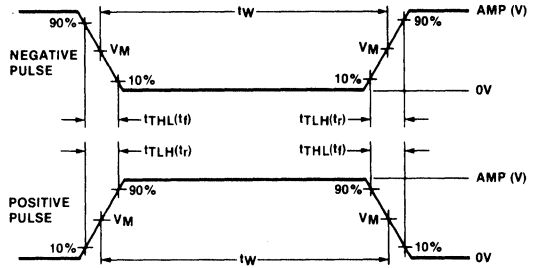 90%
tW
90%
AMP (V)
NEGATIVE
PULSE
VM
VM
10%
10%
0V
tTHL(tf)
tTLH(tr)
tTLH(tr)
tTHL(tf)
AMP (V)
90%
90%
POSITIVE
PULSE
VM
VM
10%
10%
tW
0V